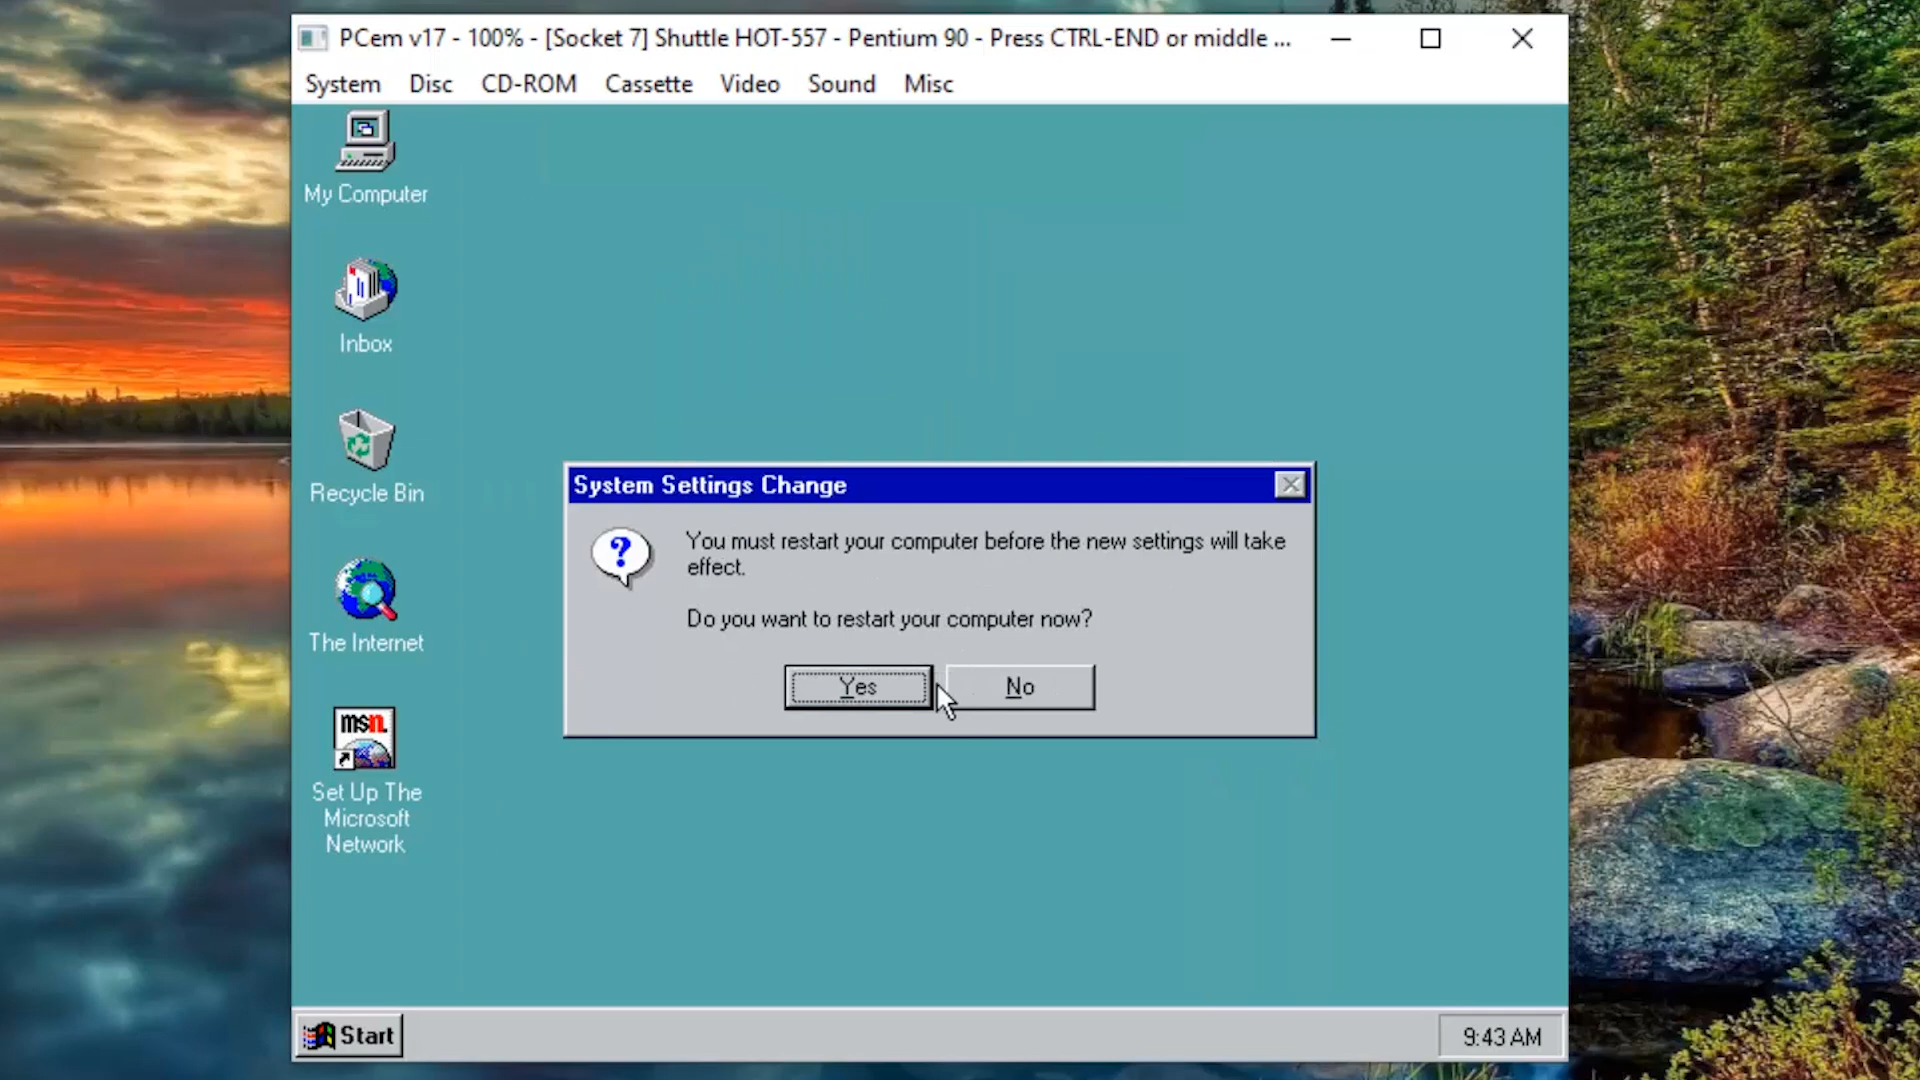 PCem v17 - 100% - [Socket 7] Shuttle HOT-557 - Pentium 90 - Press CTRL-END or middle ...
System Disc CD-ROM Cassette Video Sound Misc
My Computer
Inbox
Recycle Bin
The Internet
msn.
Set Up The
Microsoft
Network
System Settings Change
You must restart your computer before the new settings will take
effect.
Do you want to restart your computer now?
Yes No
Start
9:43 AM